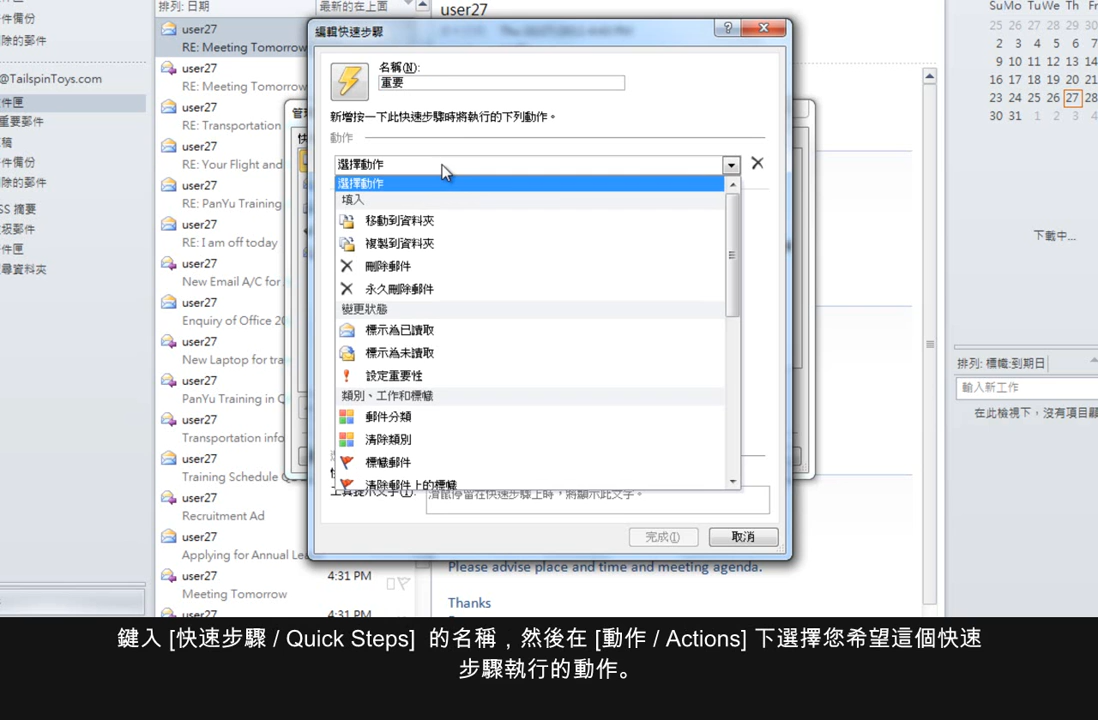 排列: 日期
最新的在上面
user27
RE: Meeting Tomorrow
user27
RE: Meeting Tomorrow
user27
RE: Transportation
user27
RE: Your Flight and
user27
RE: PanYu Training
user27
RE: I am off today
user27
New Email A/C for
user27
Enquiry of Office 20
user27
New Laptop for tra
user27
PanYu Training in Q
user27
Transportation info
user27
Training Schedule
user27
Recruitment Ad
user27
Applying for Annual Lea
user27
4:31 PM
Meeting Tomorrow
user27
4:31 PM
件備份
除的郵件
@TailspinToys.com
件匣
重要郵件
稿
件備份
除的郵件
SS 摘要
圾郵件
件匣
尋資料夾
user27
編輯快速步驟
名稱(N):
重要
新增按一下此快速步驟時將執行的下列動作。
動作
選擇動作
選擇動作
填入
移動到資料夾
複製到資料夾
刪除郵件
永久刪除郵件
變更狀態
標示為已讀取
標示為未讀取
設定重要性
類別、工作和標幟
郵件分類
清除類別
標幟郵件
清除郵件上的標幟
工具提示文字(T):
滑鼠停留在快速步驟上時，將顯示此文字。
完成(I)
取消
Please advise place and time and meeting agenda.
Thanks
Su Mo Tu We Th Fr
25 26 27 28 29 30
2 3 4 5 6 7
9 10 11 12 13 14
16 17 18 19 20 21
23 24 25 26 27 28
30 31 1 2 3 4
下載中...
排列: 標幟:到期日
輸入新工作
在此檢視下，沒有項目顯
鍵入 [快速步驟 / Quick Steps] 的名稱，然後在 [動作 / Actions] 下選擇您希望這個快速
步驟執行的動作。